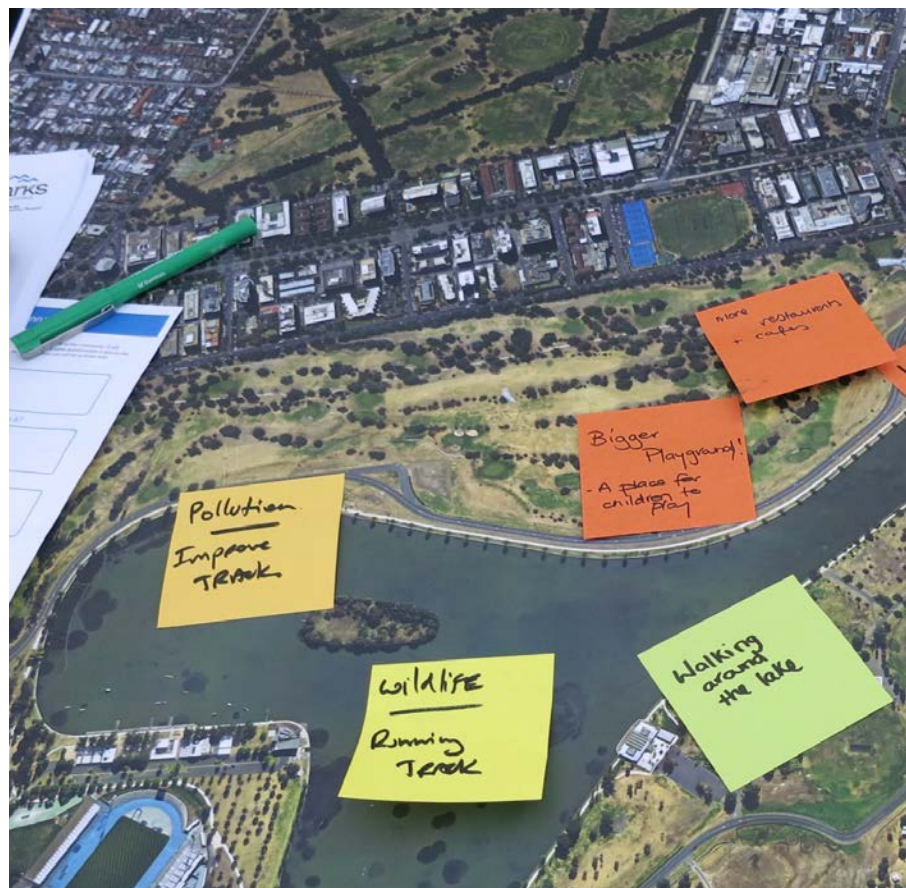 arks
more restaurants
+ cafes
Bigger
Playground!
- A place for
children to
play
Pollution
Improve
TRACK
wildlife
Running
TRACK
Walking
around
the lake